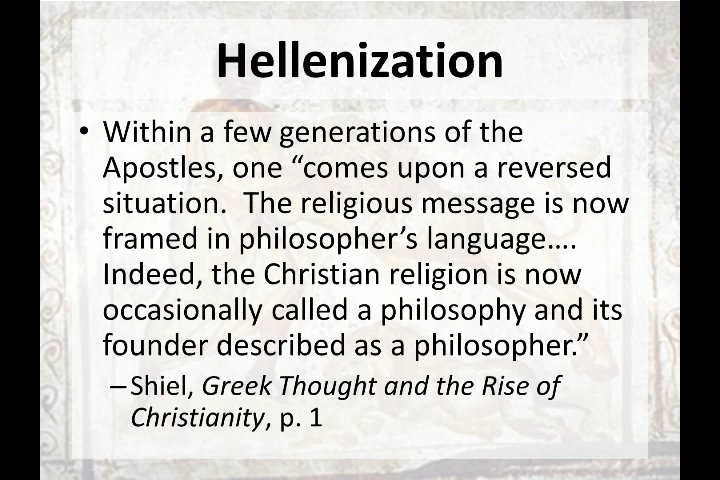 Hellenization
• Within a few generations of the
Apostles, one “comes upon a reversed
situation.  The religious message is now
framed in philosopher’s language….
Indeed, the Christian religion is now
occasionally called a philosophy and its
founder described as a philosopher.”
–Shiel, Greek Thought and the Rise of
Christianity, p. 1